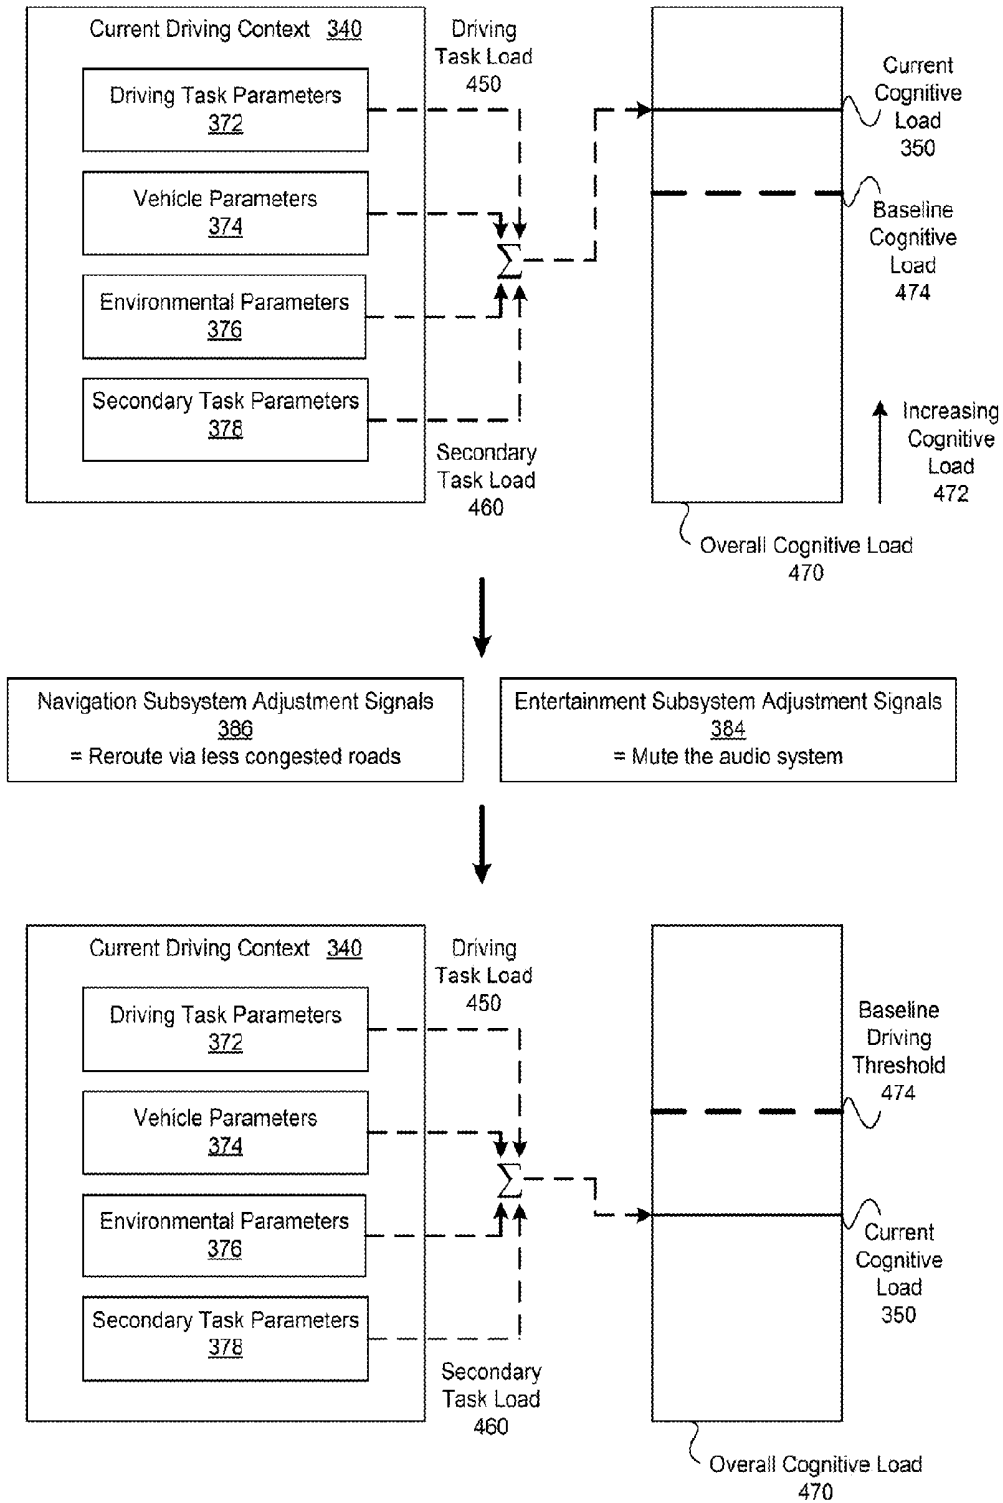 Current Driving Context 340
Driving Task Parameters
372
Vehicle Parameters
374
Environmental Parameters
376
Secondary Task Parameters
378
Driving
Task Load
450
Σ
Secondary
Task Load
460
Current
Cognitive
Load
350
Baseline
Cognitive
Load
474
Increasing
Cognitive
Load
472
Overall Cognitive Load
470
Navigation Subsystem Adjustment Signals
386
= Reroute via less congested roads
Entertainment Subsystem Adjustment Signals
384
= Mute the audio system
Current Driving Context 340
Driving Task Parameters
372
Vehicle Parameters
374
Environmental Parameters
376
Secondary Task Parameters
378
Driving
Task Load
450
Σ
Secondary
Task Load
460
Baseline
Driving
Threshold
474
Current
Cognitive
Load
350
Overall Cognitive Load
470